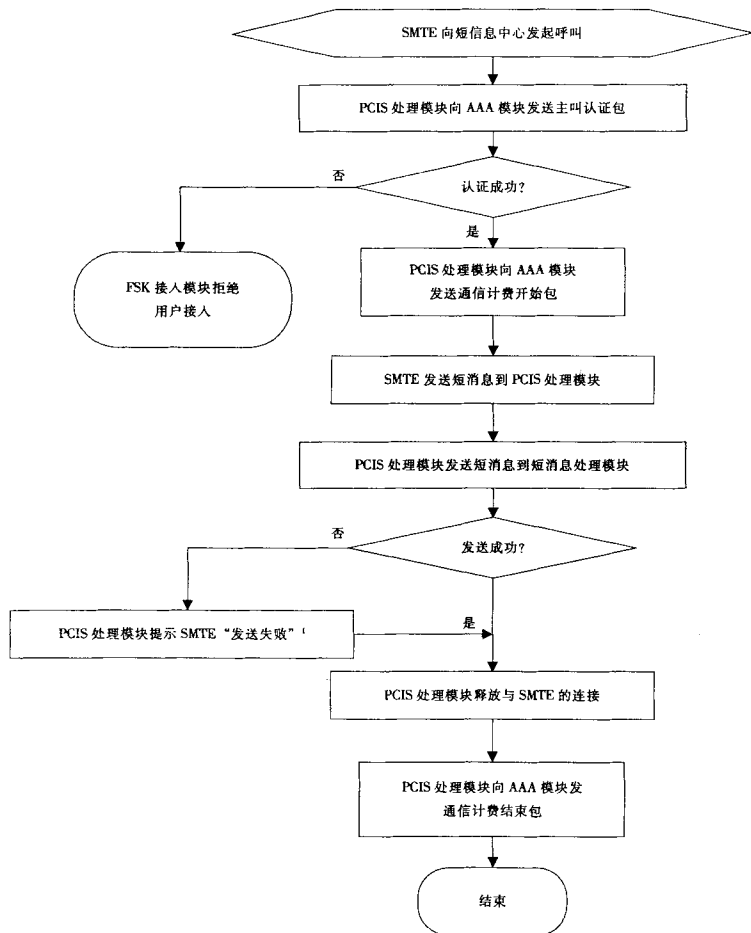 SMTE 向短信息中心发起呼叫
PCIS 处理模块向 AAA 模块发送主叫认证包
否
认证成功?
是
FSK 接入模块拒绝
用户接入
PCIS 处理模块向 AAA 模块
发送通信计费开始包
SMTE 发送短消息到 PCIS 处理模块
PCIS 处理模块发送短消息到短消息处理模块
否
发送成功?
PCIS 处理模块提示 SMTE “发送失败”
是
PCIS 处理模块释放与 SMTE 的连接
PCIS 处理模块向 AAA 模块发
通信计费结束包
结束